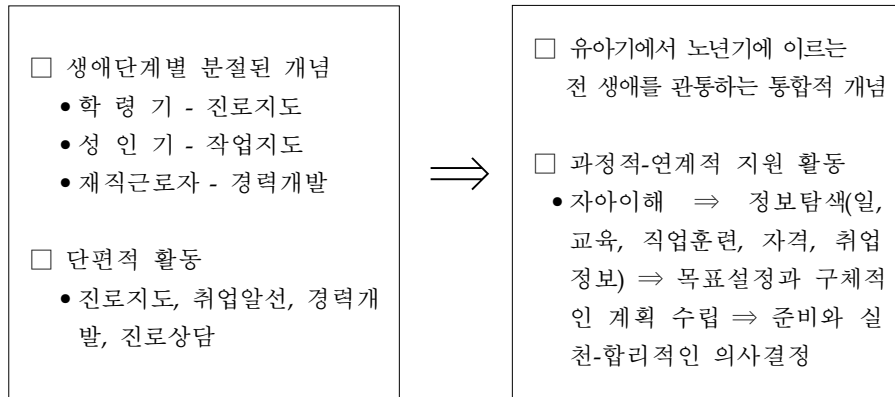 □ 생애단계별 분절된 개념
• 학 령 기 - 진로지도
• 성 인 기 - 작업지도
• 재직근로자 - 경력개발
□ 단편적 활동
• 진로지도, 취업알선, 경력개
발, 진로상담
⇒
□ 유아기에서 노년기에 이르는
전 생애를 관통하는 통합적 개념
□ 과정적-연계적 지원 활동
• 자아이해 ⇒ 정보탐색(일,
교육, 직업훈련, 자격, 취업
정보) ⇒ 목표설정과 구체적
인 계획 수립 ⇒ 준비와 실
천-합리적인 의사결정